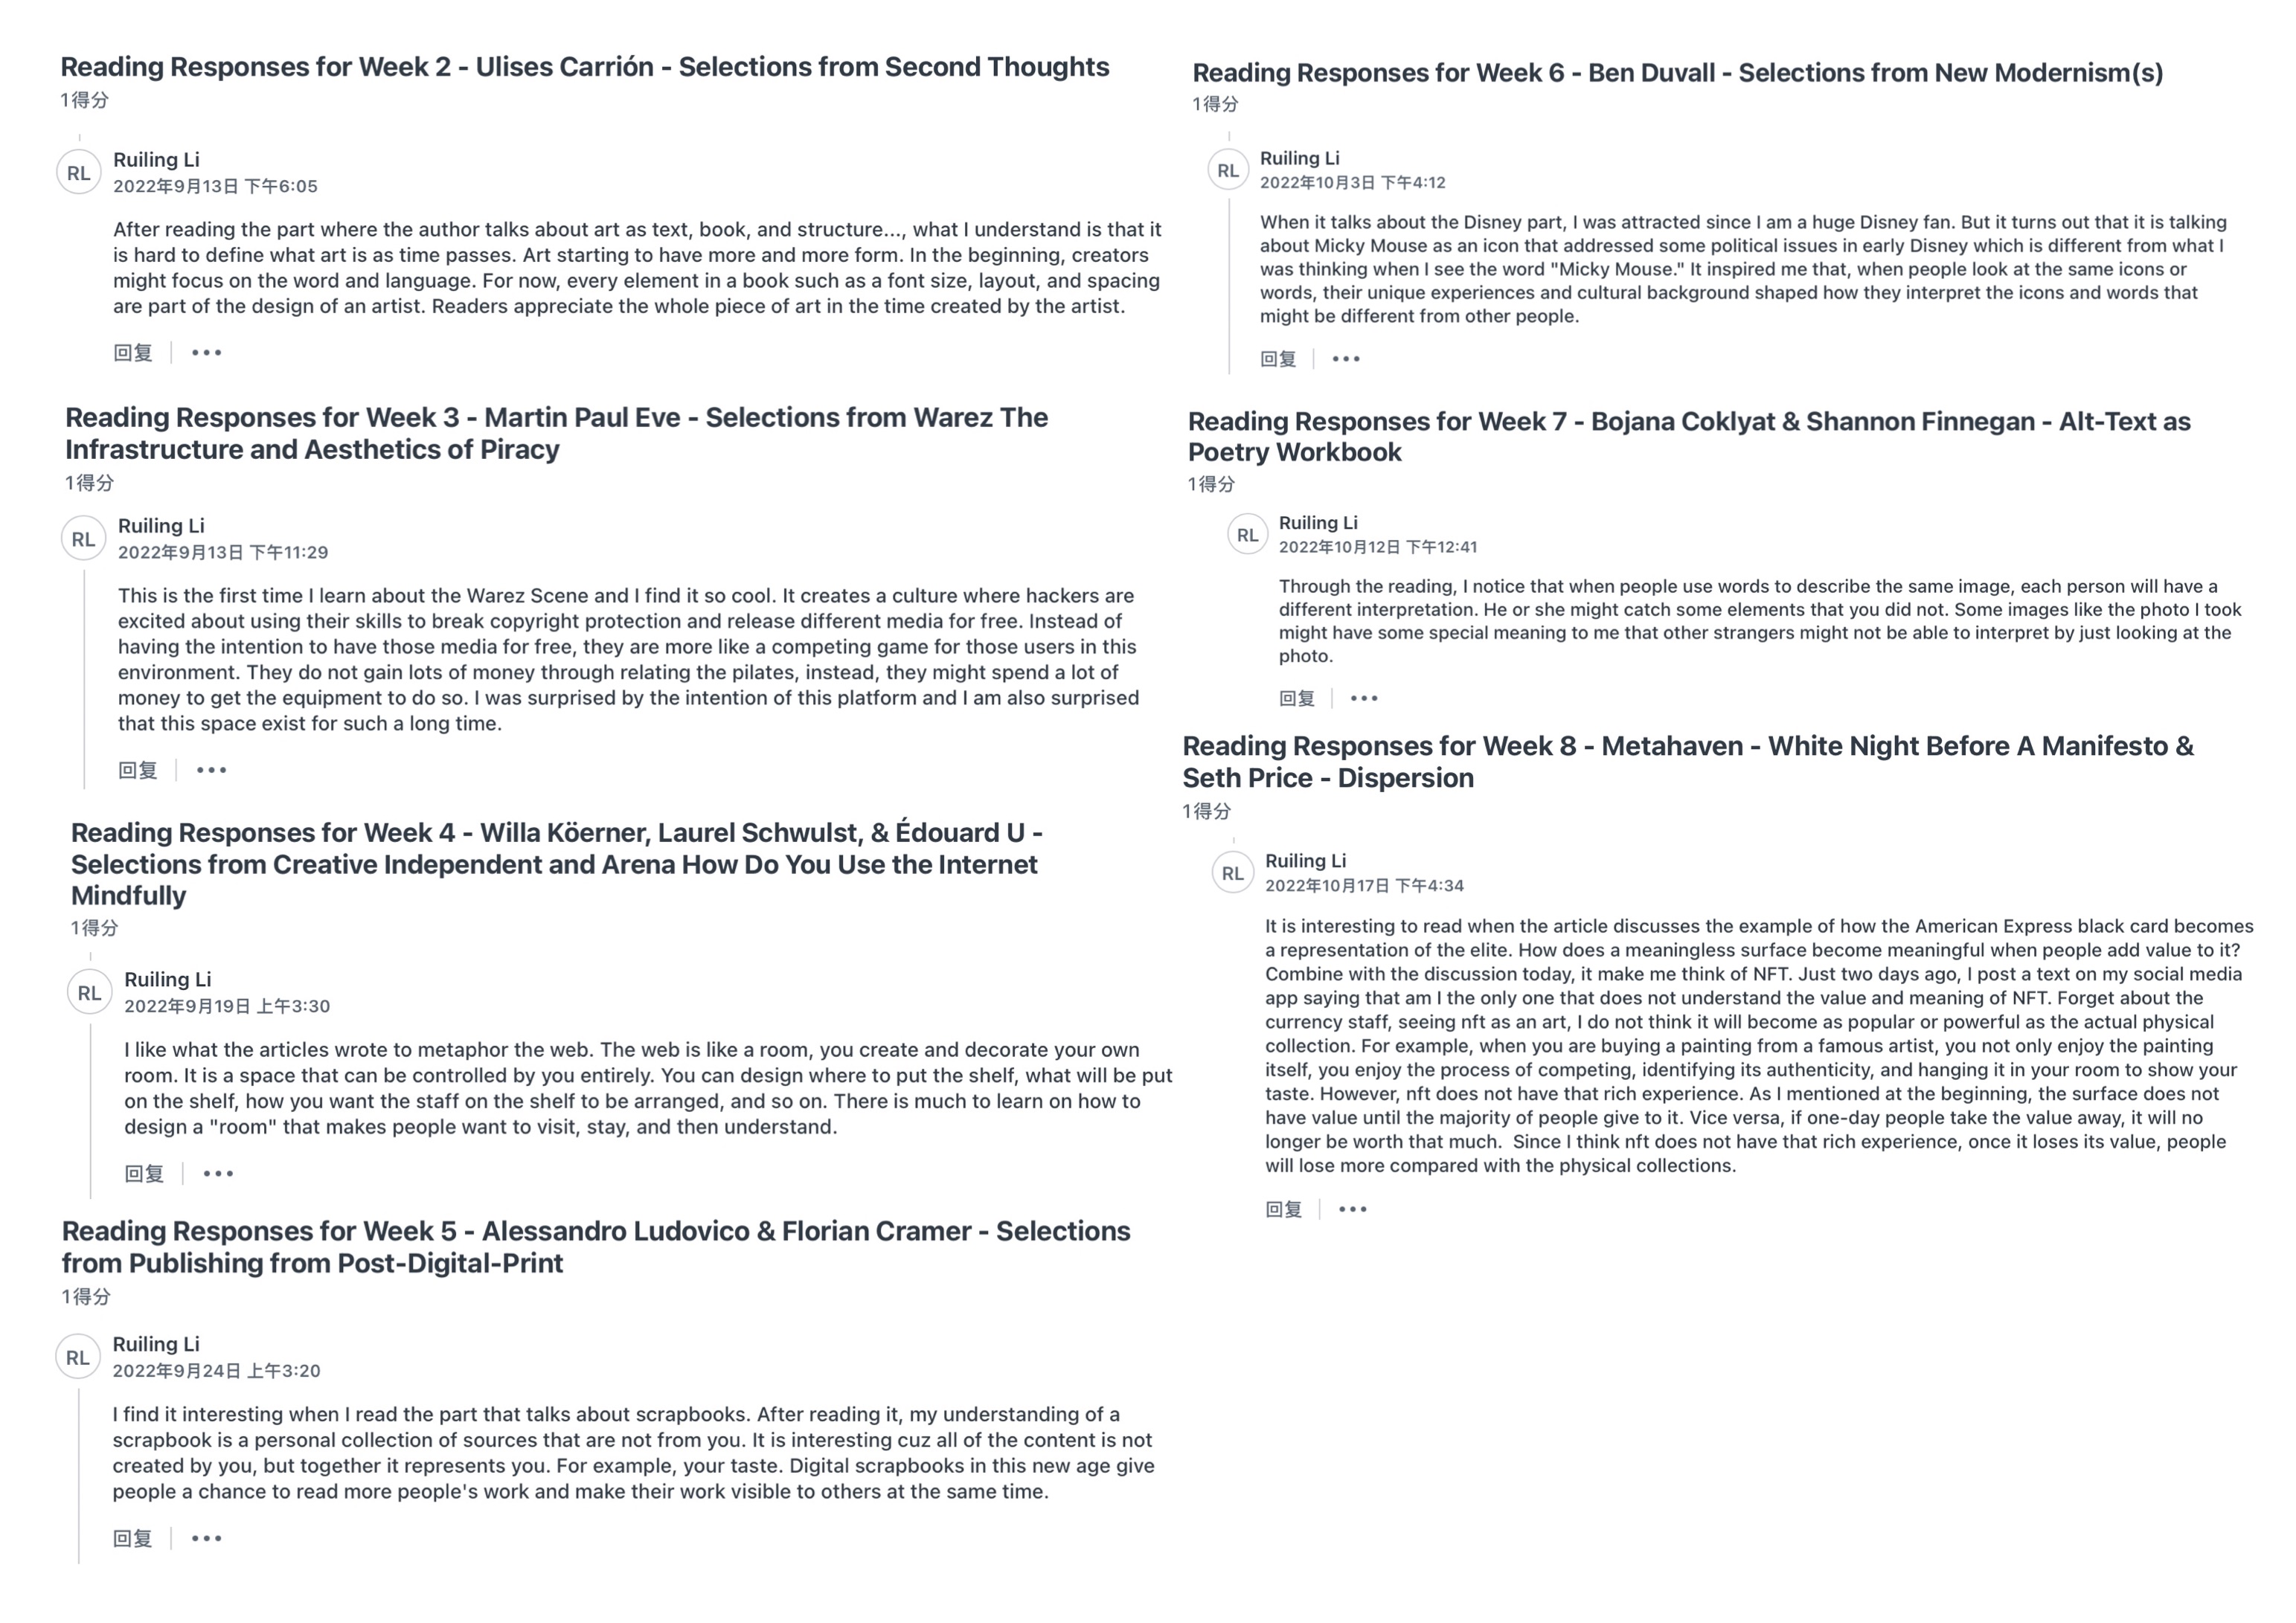 Reading Responses for Week 2 - Ulises Carrión - Selections from Second Thoughts
1得分
RL
Ruiling Li
2022年9月13日 下午6:05
After reading the part where the author talks about art as text, book, and structure..., what I understand is that it
is hard to define what art is as time passes. Art starting to have more and more form. In the beginning, creators
might focus on the word and language. For now, every element in a book such as a font size, layout, and spacing
are part of the design of an artist. Readers appreciate the whole piece of art in the time created by the artist.
回复 | •••
Reading Responses for Week 3 - Martin Paul Eve - Selections from Warez The
Infrastructure and Aesthetics of Piracy
1得分
RL
Ruiling Li
2022年9月13日 下午11:29
This is the first time I learn about the Warez Scene and I find it so cool. It creates a culture where hackers are
excited about using their skills to break copyright protection and release different media for free. Instead of
having the intention to have those media for free, they are more like a competing game for those users in this
environment. They do not gain lots of money through relating the pilates, instead, they might spend a lot of
money to get the equipment to do so. I was surprised by the intention of this platform and I am also surprised
that this space exist for such a long time.
回复 | •••
Reading Responses for Week 4 - Willa Köerner, Laurel Schwulst, & Édouard U -
Selections from Creative Independent and Arena How Do You Use the Internet
Mindfully
1得分
RL
Ruiling Li
2022年9月19日 上午3:30
I like what the articles wrote to metaphor the web. The web is like a room, you create and decorate your own
room. It is a space that can be controlled by you entirely. You can design where to put the shelf, what will be put
on the shelf, how you want the staff on the shelf to be arranged, and so on. There is much to learn on how to
design a "room" that makes people want to visit, stay, and then understand.
回复 | •••
Reading Responses for Week 5 - Alessandro Ludovico & Florian Cramer - Selections
from Publishing from Post-Digital-Print
1得分
RL
Ruiling Li
2022年9月24日 上午3:20
I find it interesting when I read the part that talks about scrapbooks. After reading it, my understanding of a
scrapbook is a personal collection of sources that are not from you. It is interesting cuz all of the content is not
created by you, but together it represents you. For example, your taste. Digital scrapbooks in this new age give
people a chance to read more people's work and make their work visible to others at the same time.
回复 | •••
Reading Responses for Week 6 - Ben Duvall - Selections from New Modernism(s)
1得分
RL
Ruiling Li
2022年10月3日 下午4:12
When it talks about the Disney part, I was attracted since I am a huge Disney fan. But it turns out that it is talking
about Micky Mouse as an icon that addressed some political issues in early Disney which is different from what I
was thinking when I see the word "Micky Mouse." It inspired me that, when people look at the same icons or
words, their unique experiences and cultural background shaped how they interpret the icons and words that
might be different from other people.
回复 | •••
Reading Responses for Week 7 - Bojana Coklyat & Shannon Finnegan - Alt-Text as
Poetry Workbook
1得分
RL
Ruiling Li
2022年10月12日 下午12:41
Through the reading, I notice that when people use words to describe the same image, each person will have a
different interpretation. He or she might catch some elements that you did not. Some images like the photo I took
might have some special meaning to me that other strangers might not be able to interpret by just looking at the
photo.
回复 | •••
Reading Responses for Week 8 - Metahaven - White Night Before A Manifesto &
Seth Price - Dispersion
1得分
RL
Ruiling Li
2022年10月17日 下午4:34
It is interesting to read when the article discusses the example of how the American Express black card becomes
a representation of the elite. How does a meaningless surface become meaningful when people add value to it?
Combine with the discussion today, it make me think of NFT. Just two days ago, I post a text on my social media
app saying that am I the only one that does not understand the value and meaning of NFT. Forget about the
currency staff, seeing nft as an art, I do not think it will become as popular or powerful as the actual physical
collection. For example, when you are buying a painting from a famous artist, you not only enjoy the painting
itself, you enjoy the process of competing, identifying its authenticity, and hanging it in your room to show your
taste. However, nft does not have that rich experience. As I mentioned at the beginning, the surface does not
have value until the majority of people give to it. Vice versa, if one-day people take the value away, it will no
longer be worth that much.  Since I think nft does not have that rich experience, once it loses its value, people
will lose more compared with the physical collections.
回复 | •••